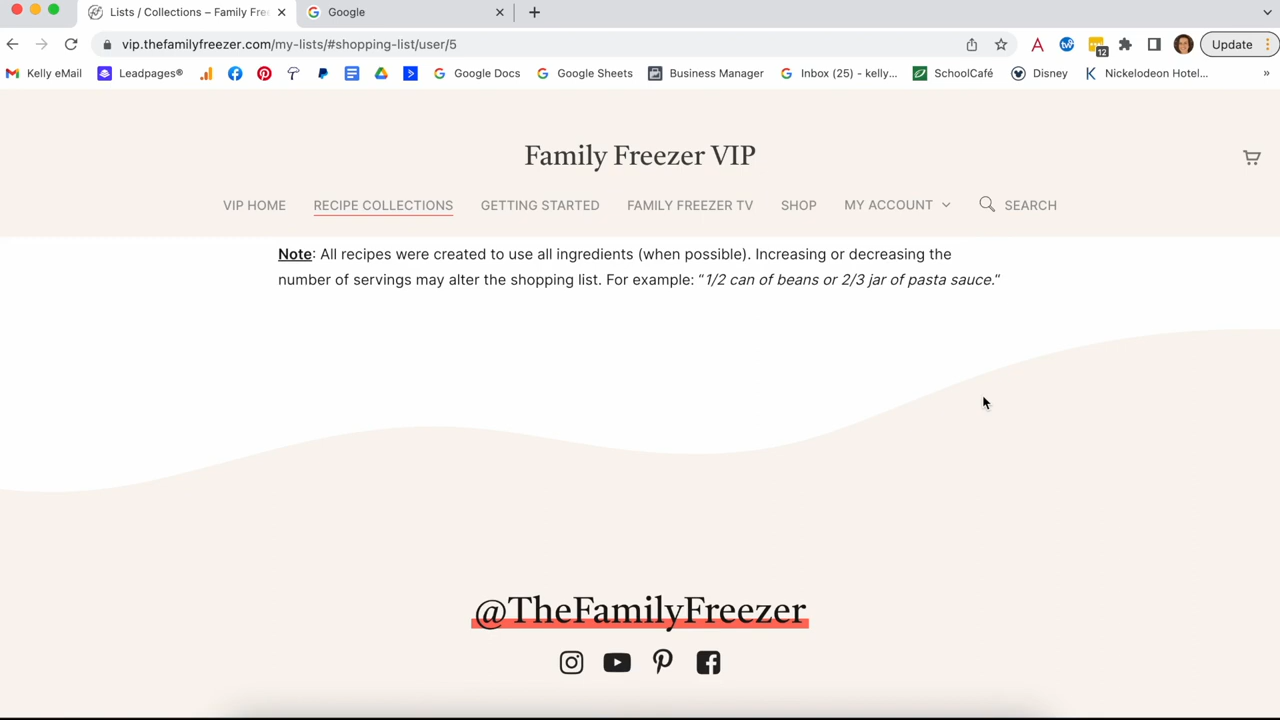 Lists / Collections – Family Fre
Google
vip.thefamilyfreezer.com/my-lists/#shopping-list/user/5
12
Update
Kelly eMail
Leadpages®
Google Docs
Google Sheets
Business Manager
Inbox (25) - kelly...
SchoolCafé
Disney
Nickelodeon Hotel...
»
Family Freezer VIP
VIP HOME
RECIPE COLLECTIONS
GETTING STARTED
FAMILY FREEZER TV
SHOP
MY ACCOUNT
SEARCH
Note: All recipes were created to use all ingredients (when possible). Increasing or decreasing the
number of servings may alter the shopping list. For example: “1/2 can of beans or 2/3 jar of pasta sauce.”
@TheFamilyFreezer